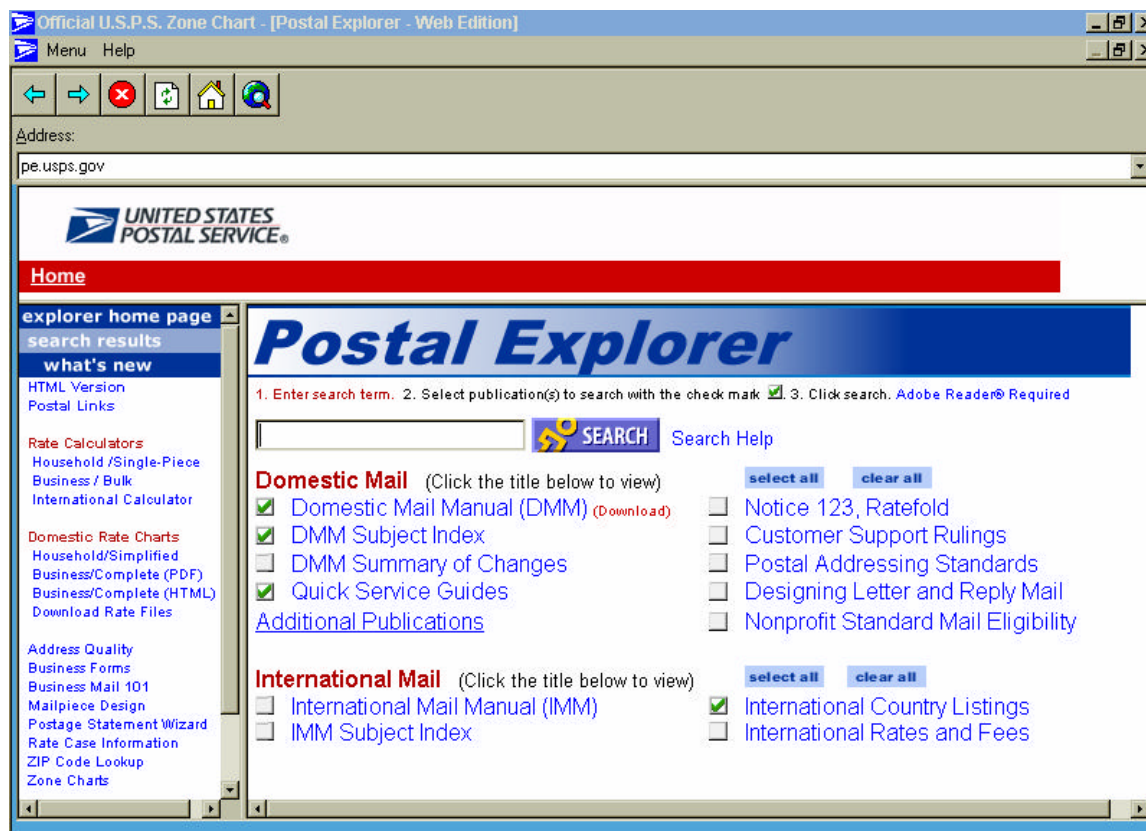 Official U.S.P.S. Zone Chart - [Postal Explorer - Web Edition]
Menu Help
Address:
pe.usps.gov
UNITED STATES
POSTAL SERVICE®
Home
explorer home page
search results
what's new
HTML Version
Postal Links
Rate Calculators
Household /Single-Piece
Business / Bulk
International Calculator
Domestic Rate Charts
Household/Simplified
Business/Complete (PDF)
Business/Complete (HTML)
Download Rate Files
Address Quality
Business Forms
Business Mail 101
Mailpiece Design
Postage Statement Wizard
Rate Case Information
ZIP Code Lookup
Zone Charts
Postal Explorer
1. Enter search term. 2. Select publication(s) to search with the check mark . 3. Click search. Adobe Reader® Required
SEARCH Search Help
Domestic Mail (Click the title below to view) select all clear all
Domestic Mail Manual (DMM) (Download) Notice 123, Ratefold
DMM Subject Index Customer Support Rulings
DMM Summary of Changes Postal Addressing Standards
Quick Service Guides Designing Letter and Reply Mail
Additional Publications Nonprofit Standard Mail Eligibility
International Mail (Click the title below to view) select all clear all
International Mail Manual (IMM) International Country Listings
IMM Subject Index International Rates and Fees